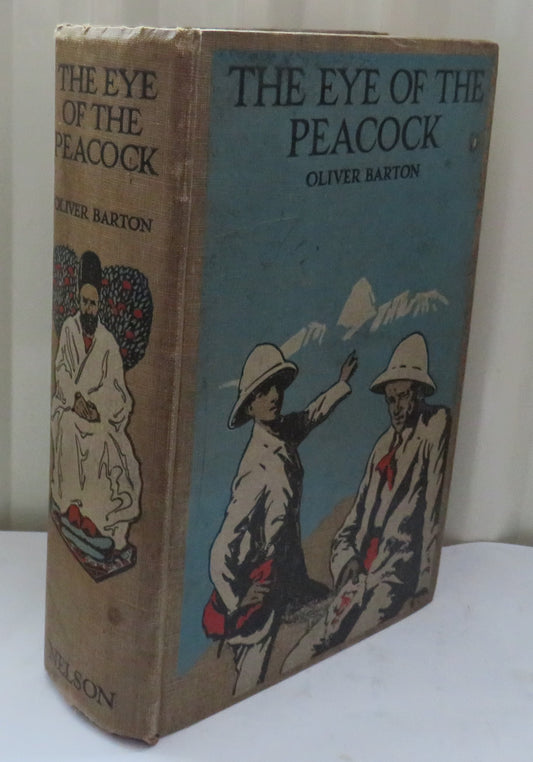 THE EYE
OF THE
PEACOCK
OLIVER BARTON
NELSON
THE EYE OF THE
PEACOCK
OLIVER BARTON